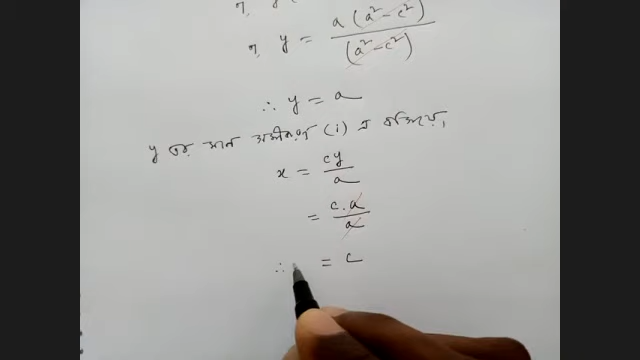 বা, y
বা, y = a (a² - c²) / (a² - c²)
∴ y = a
y এর মান সমীকরণ (i) এ বসিয়ে,
x = cy / a
= c . a / a
∴ = c